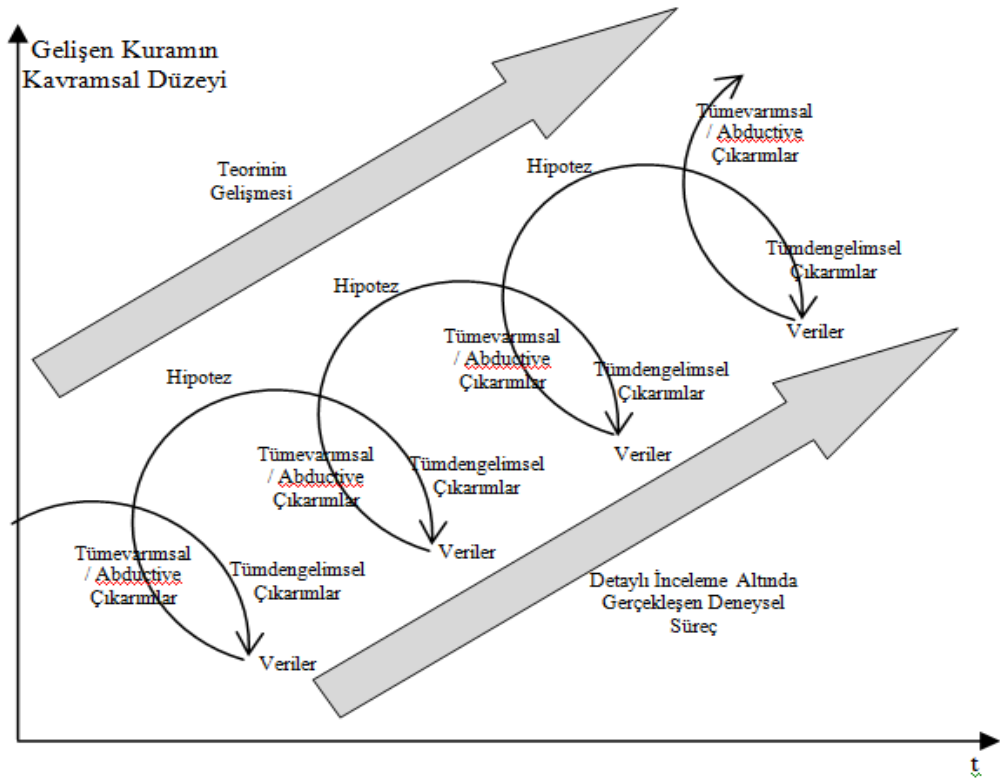 Gelişen Kuramın
Kavramsal Düzeyi
Teorinin
Gelişmesi
Tümevarımsal
/ Abductive
Çıkarımlar
Hipotez
Tümdengelimsel
Çıkarımlar
Veriler
Hipotez
Tümevarımsal
/ Abductive
Çıkarımlar
Tümdengelimsel
Çıkarımlar
Veriler
Hipotez
Tümevarımsal
/ Abductive
Çıkarımlar
Tümdengelimsel
Çıkarımlar
Veriler
Tümevarımsal
/ Abductive
Çıkarımlar
Tümdengelimsel
Çıkarımlar
Veriler
Detaylı İnceleme Altında
Gerçekleşen Deneysel
Süreç
t